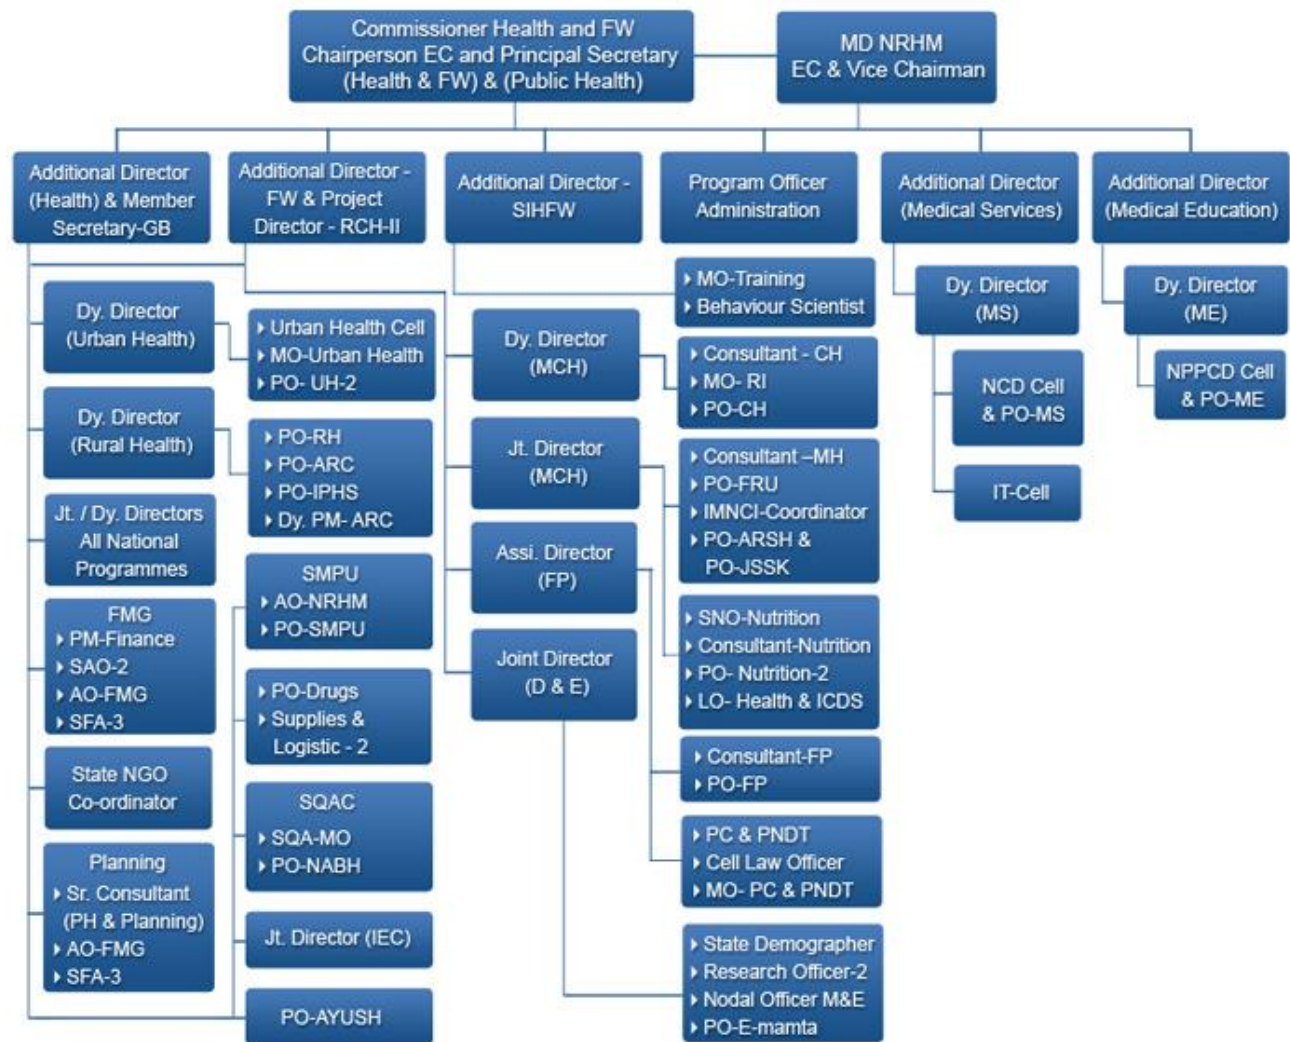 Commissioner Health and FW
Chairperson EC and Principal Secretary
(Health & FW) & (Public Health)
MD NRHM
EC & Vice Chairman
Additional Director
(Health) & Member
Secretary-GB
Additional Director -
FW & Project
Director - RCH-II
Additional Director -
SIHFW
Program Officer
Administration
Additional Director
(Medical Services)
Additional Director
(Medical Education)
Dy. Director
(Urban Health)
Dy. Director
(Rural Health)
Jt. / Dy. Directors
All National
Programmes
FMG
PM-Finance
SAO-2
AO-FMG
SFA-3
State NGO
Co-ordinator
Planning
Sr. Consultant
(PH & Planning)
AO-FMG
SFA-3
Urban Health Cell
MO-Urban Health
PO- UH-2
PO-RH
PO-ARC
PO-IPHS
Dy. PM- ARC
SMPU
AO-NRHM
PO-SMPU
PO-Drugs
Supplies &
Logistic - 2
SQAC
SQA-MO
PO-NABH
Jt. Director (IEC)
PO-AYUSH
Dy. Director
(MCH)
Jt. Director
(MCH)
Assi. Director
(FP)
Joint Director
(D & E)
MO-Training
Behaviour Scientist
Consultant - CH
MO- RI
PO-CH
Consultant –MH
PO-FRU
IMNCI-Coordinator
PO-ARSH &
PO-JSSK
SNO-Nutrition
Consultant-Nutrition
PO- Nutrition-2
LO- Health & ICDS
Consultant-FP
PO-FP
PC & PNDT
Cell Law Officer
MO- PC & PNDT
State Demographer
Research Officer-2
Nodal Officer M&E
PO-E-mamta
Dy. Director
(MS)
NCD Cell
& PO-MS
IT-Cell
Dy. Director
(ME)
NPPCD Cell
& PO-ME